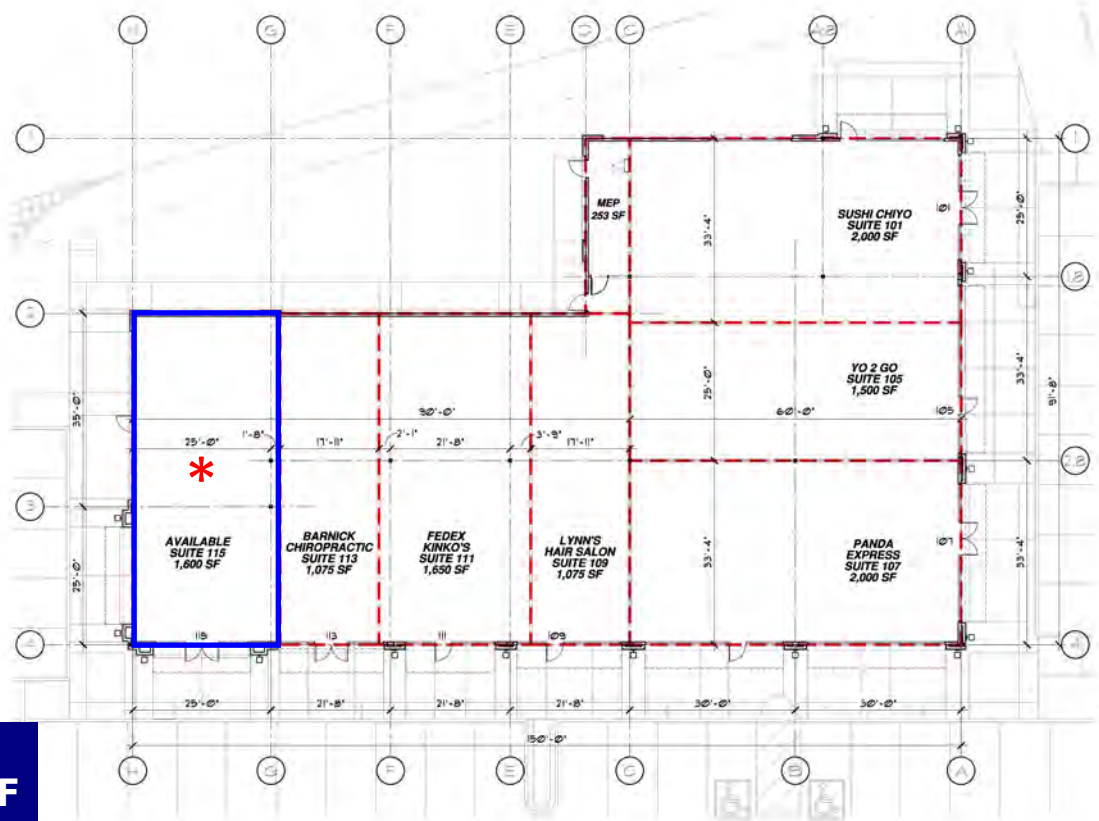 H G F E D C A.2 A
1 1
MEP
253 SF
33'-4"
SUSHI CHIYO
SUITE 101
2,000 SF
101
25'-0"
2
YO 2 GO
SUITE 105
1,500 SF
105
25'-0"
33'-4"
91'-8"
90'-0"
60'-0"
35'-0"
25'-0"
1'-8"
17'-11"
2'-1"
21'-8"
3'-9"
17'-11"
*
3
AVAILABLE
SUITE 115
1,600 SF
BARNICK
CHIROPRACTIC
SUITE 113
1,075 SF
FEDEX
KINKO'S
SUITE 111
1,650 SF
LYNN'S
HAIR SALON
SUITE 109
1,075 SF
33'-4"
PANDA
EXPRESS
SUITE 107
2,000 SF
107
33'-4"
25'-0"
4 115 113 111 109 4
25'-0" 21'-8" 21'-8" 21'-8" 30'-0" 30'-0"
150'-0"
H G F E C B A
F